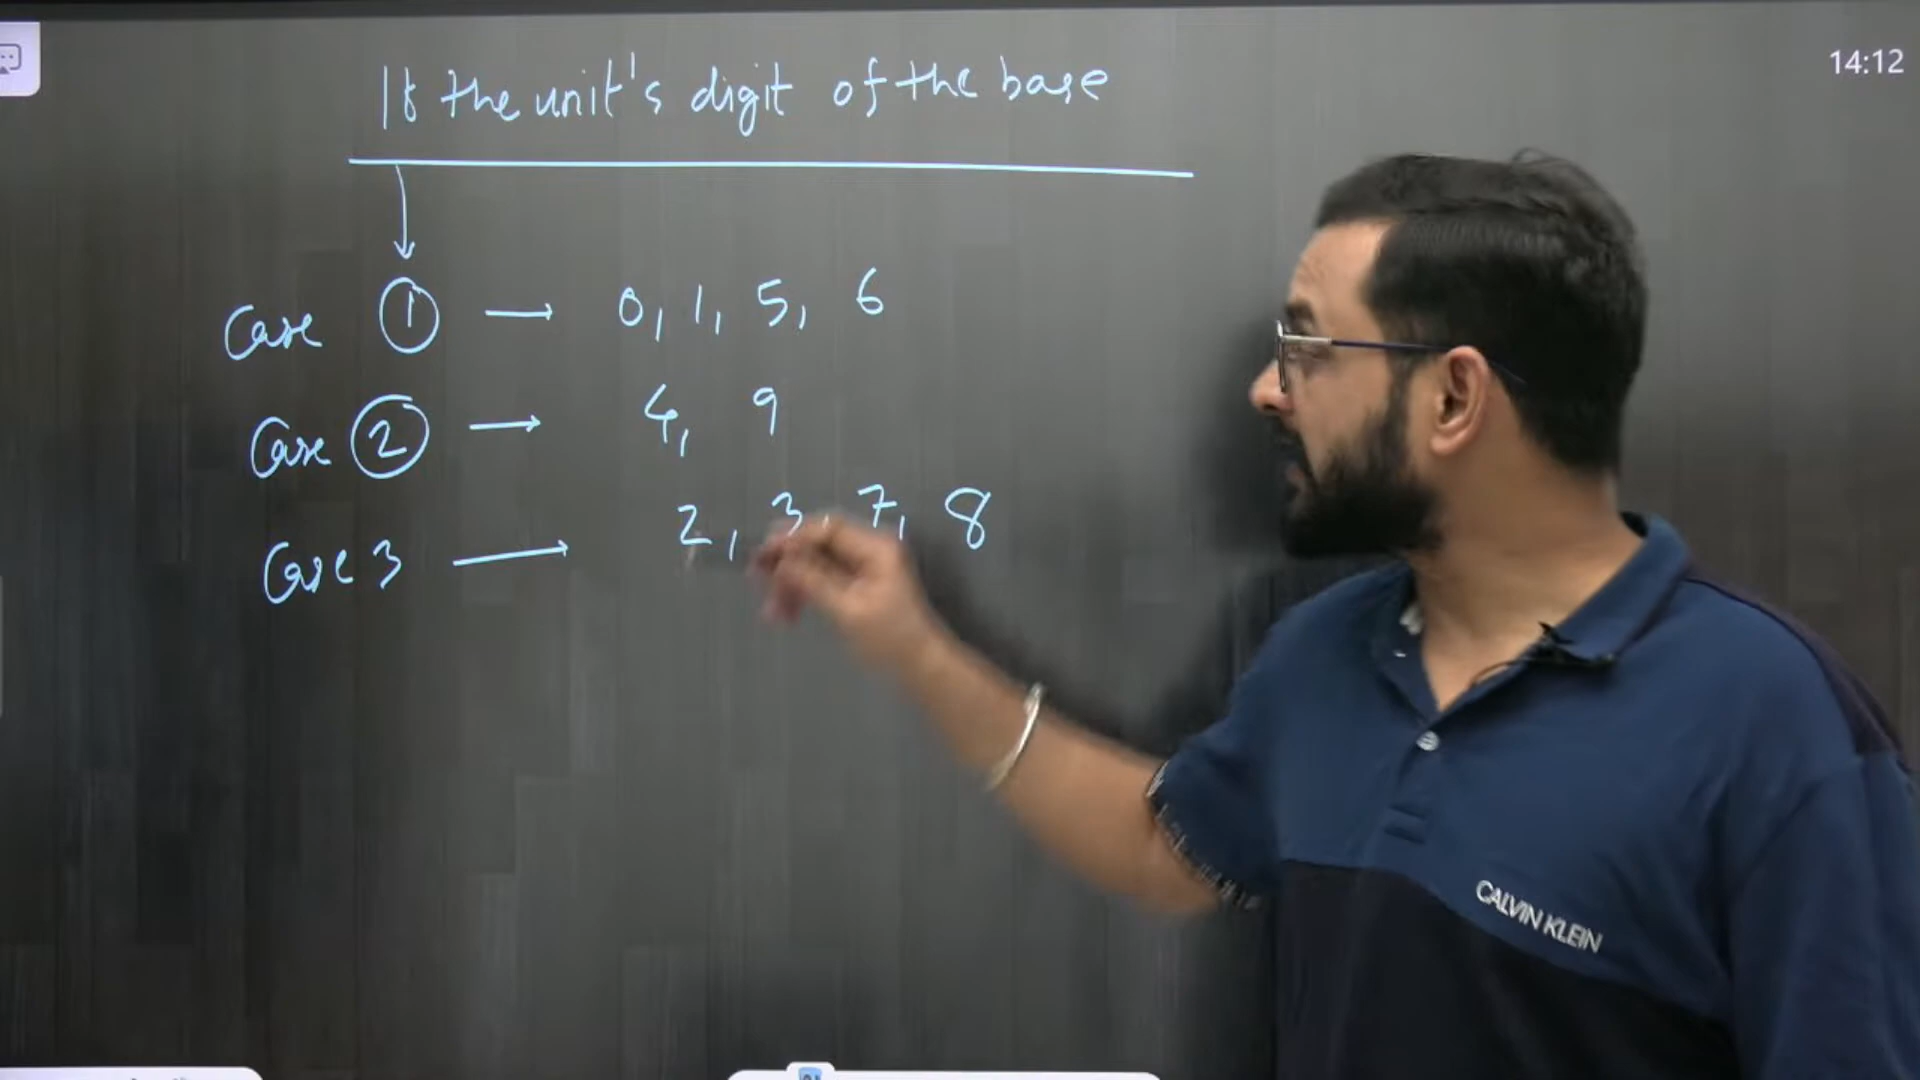 14:12
If the unit's digit of the base
Case 1 → 0, 1, 5, 6
Case 2 → 4, 9
Case 3 → 2, 3, 7, 8
CALVIN KLEIN